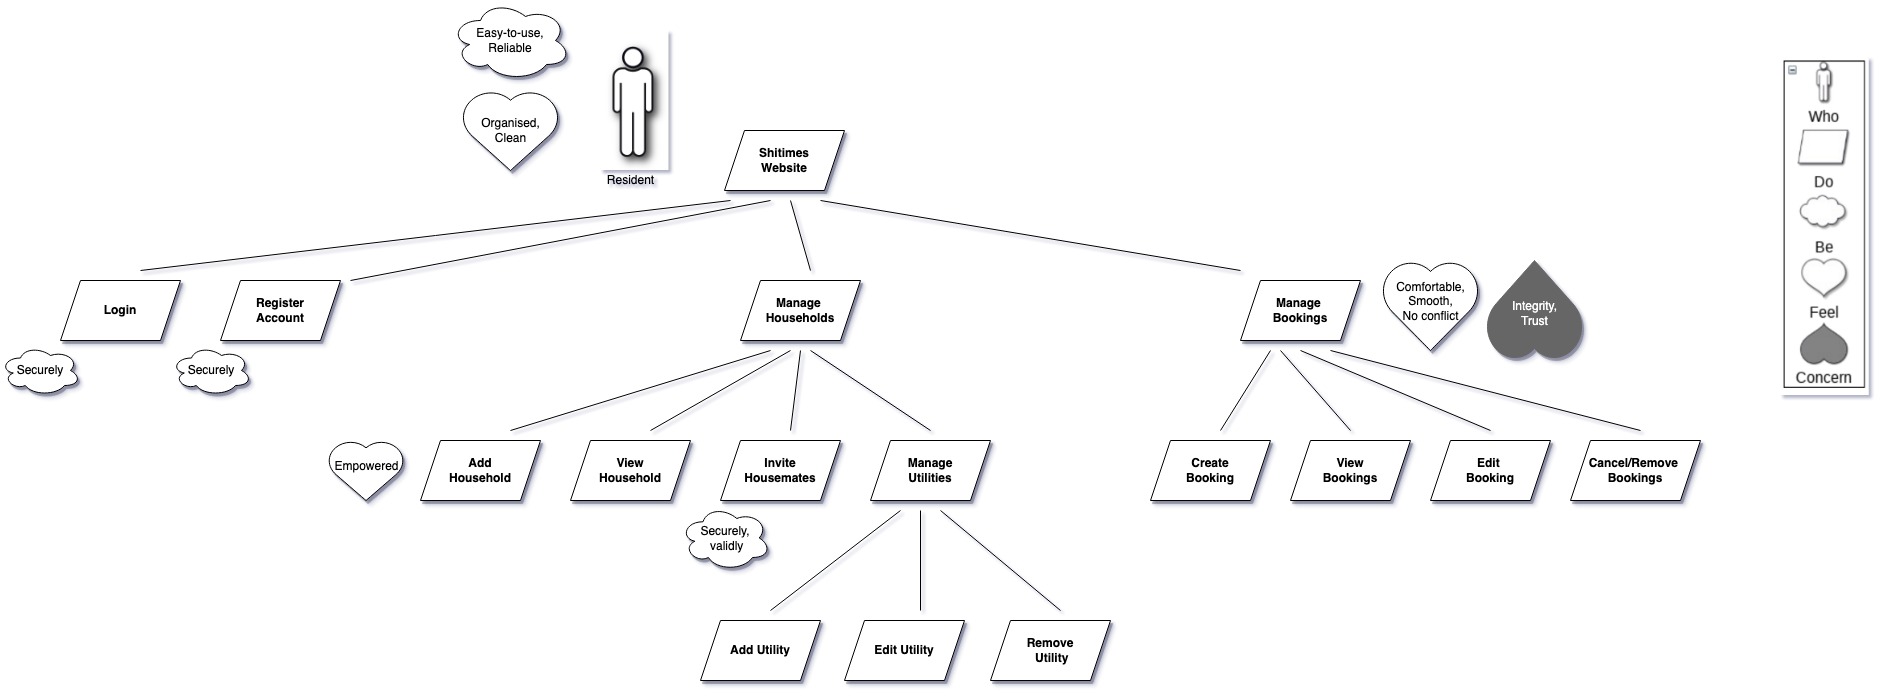 Easy-to-use,
Reliable
Organised,
Clean
Resident
Shitimes
Website
Login
Securely
Register
Account
Securely
Manage
Households
Manage
Bookings
Comfortable,
Smooth,
No conflict
Integrity,
Trust
Empowered
Add
Household
View
Household
Invite
Housemates
Securely,
validly
Manage
Utilities
Create
Booking
View
Bookings
Edit
Booking
Cancel/Remove
Bookings
Add Utility
Edit Utility
Remove
Utility
Who
Do
Be
Feel
Concern